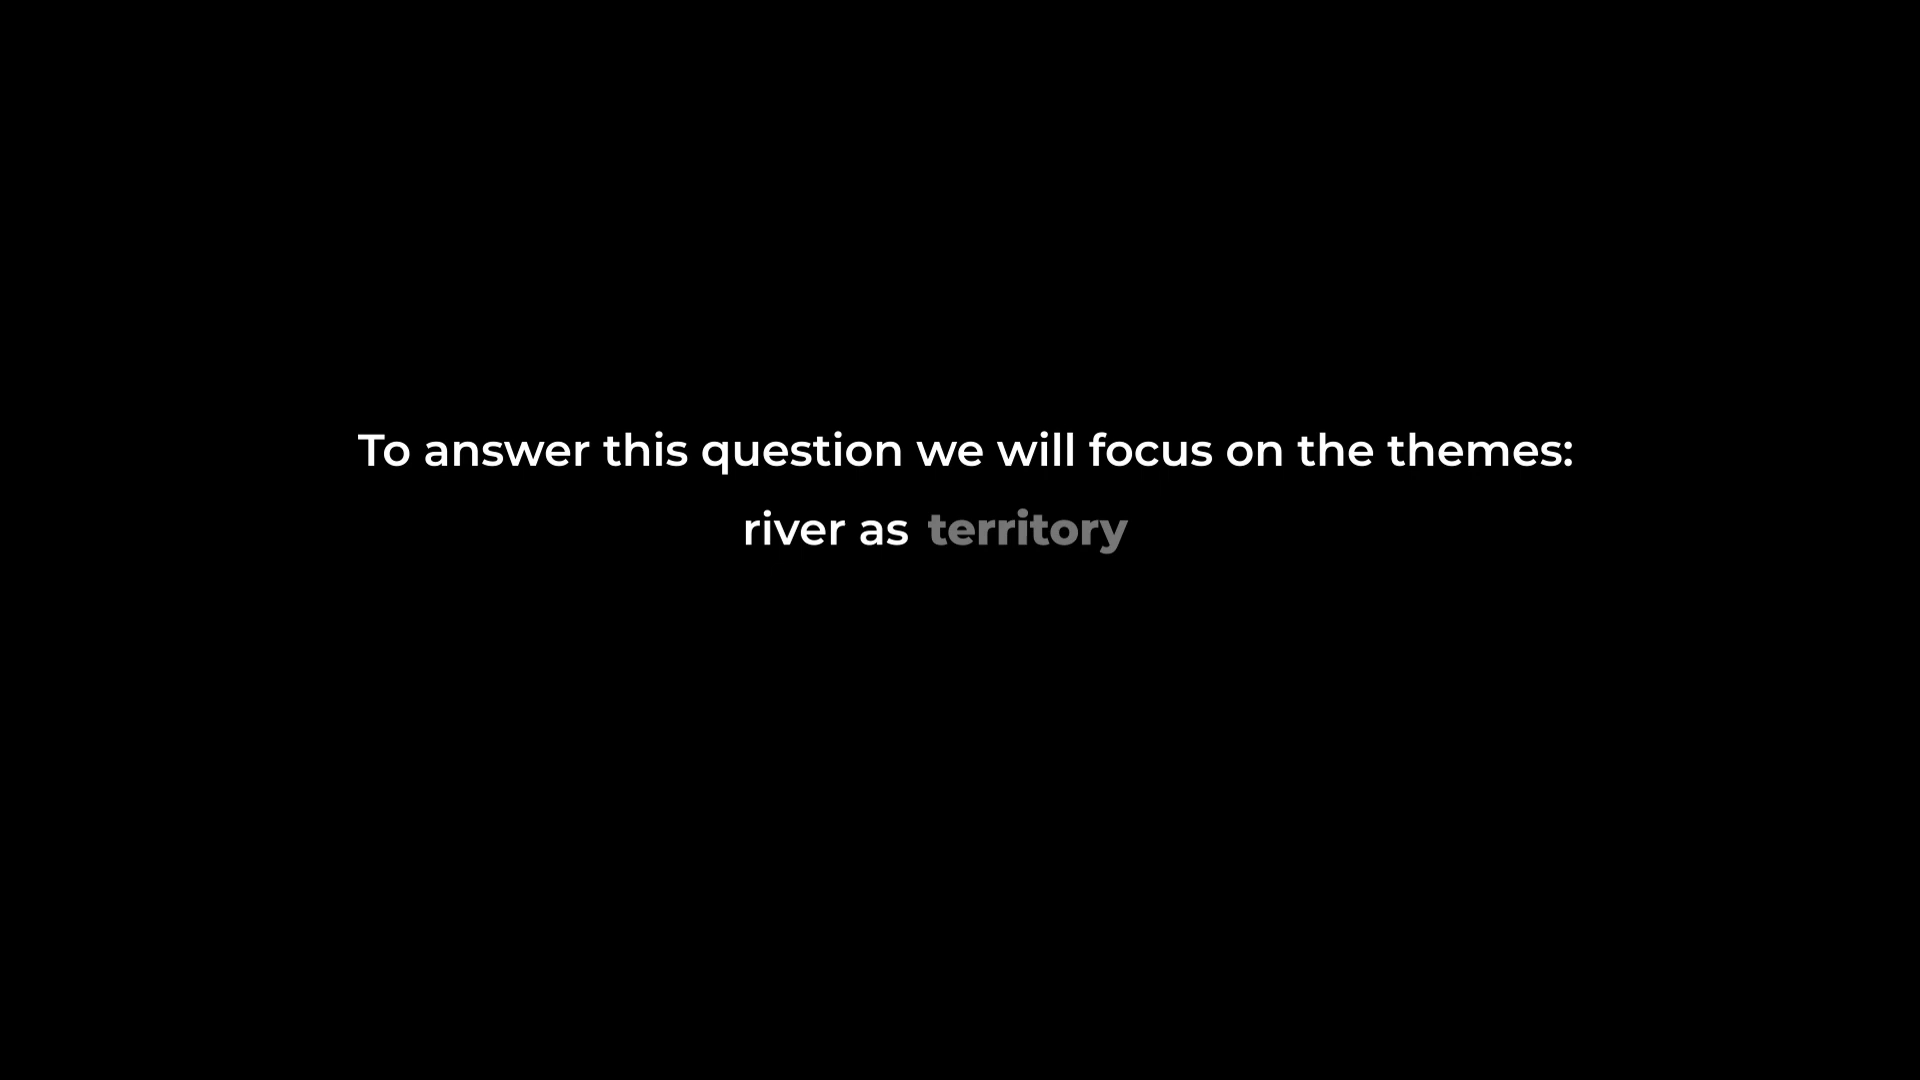 To answer this question we will focus on the themes:
river as territory